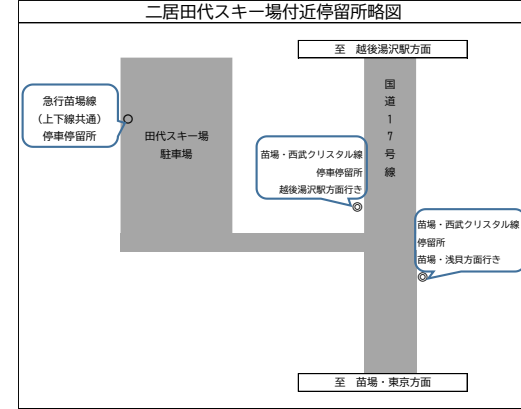 二居田代スキー場付近停留所略図
至 越後湯沢駅方面
急行苗場線
(上下線共通)
停車停留所
田代スキー場
駐車場
国道17号線
苗場・西武クリスタル線
停車停留所
越後湯沢駅方面行き
苗場・西武クリスタル線
停留所
苗場・浅貝方面行き
至 苗場・東京方面